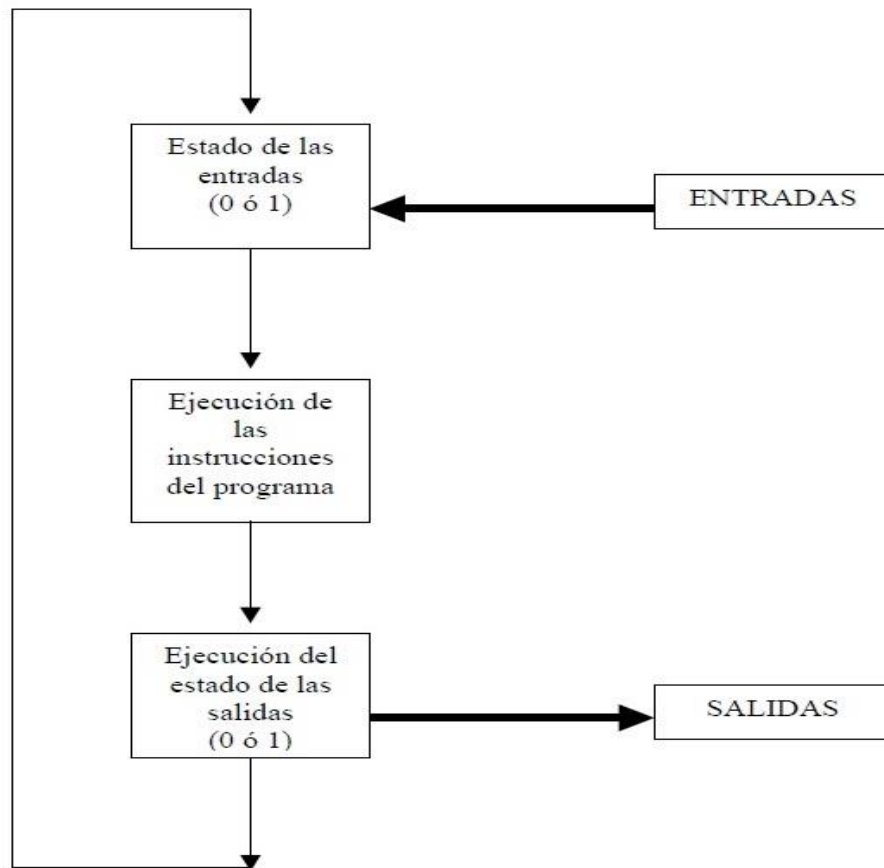 Estado de las
entradas
(0 ó 1)
ENTRADAS
Ejecución de
las
instrucciones
del programa
Ejecución del
estado de las
salidas
(0 ó 1)
SALIDAS